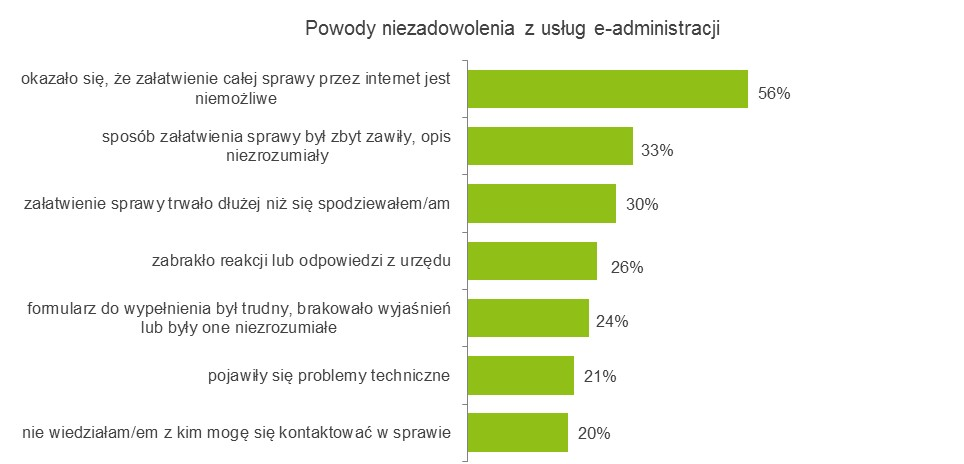 Powody niezadowolenia z usług e-administracji
okazało się, że załatwienie całej sprawy przez internet jest
niemożliwe
56%
sposób załatwienia sprawy był zbyt zawiły, opis
niezrozumiały
33%
załatwienie sprawy trwało dłużej niż się spodziewałem/am
30%
zabrakło reakcji lub odpowiedzi z urzędu
26%
formularz do wypełnienia był trudny, brakowało wyjaśnień
lub były one niezrozumiałe
24%
pojawiły się problemy techniczne
21%
nie wiedziałam/em z kim mogę się kontaktować w sprawie
20%